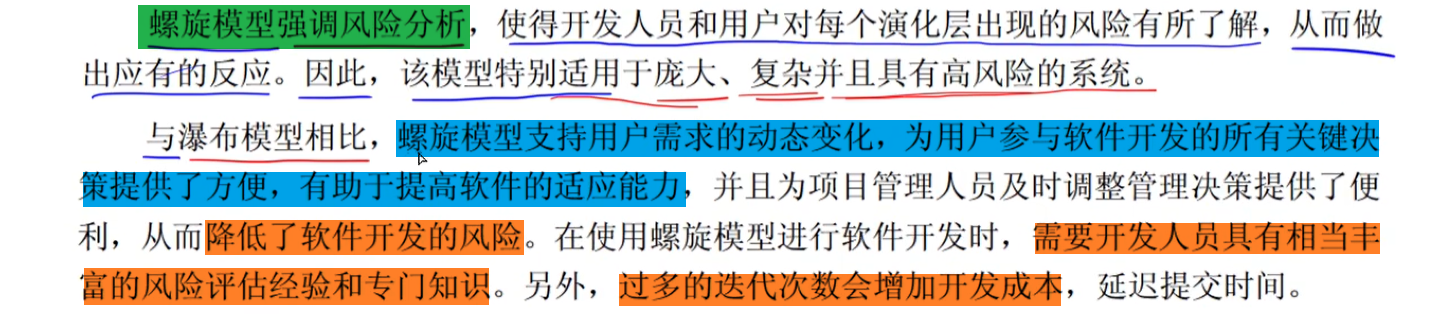 螺旋模型强调风险分析，使得开发人员和用户对每个演化层出现的风险有所了解，从而做
出应有的反应。因此，该模型特别适用于庞大、复杂并且具有高风险的系统。
与瀑布模型相比，螺旋模型支持用户需求的动态变化，为用户参与软件开发的所有关键决
策提供了方便，有助于提高软件的适应能力，并且为项目管理人员及时调整管理决策提供了便
利，从而降低了软件开发的风险。在使用螺旋模型进行软件开发时，需要开发人员具有相当丰
富的风险评估经验和专门知识。另外，过多的迭代次数会增加开发成本，延迟提交时间。